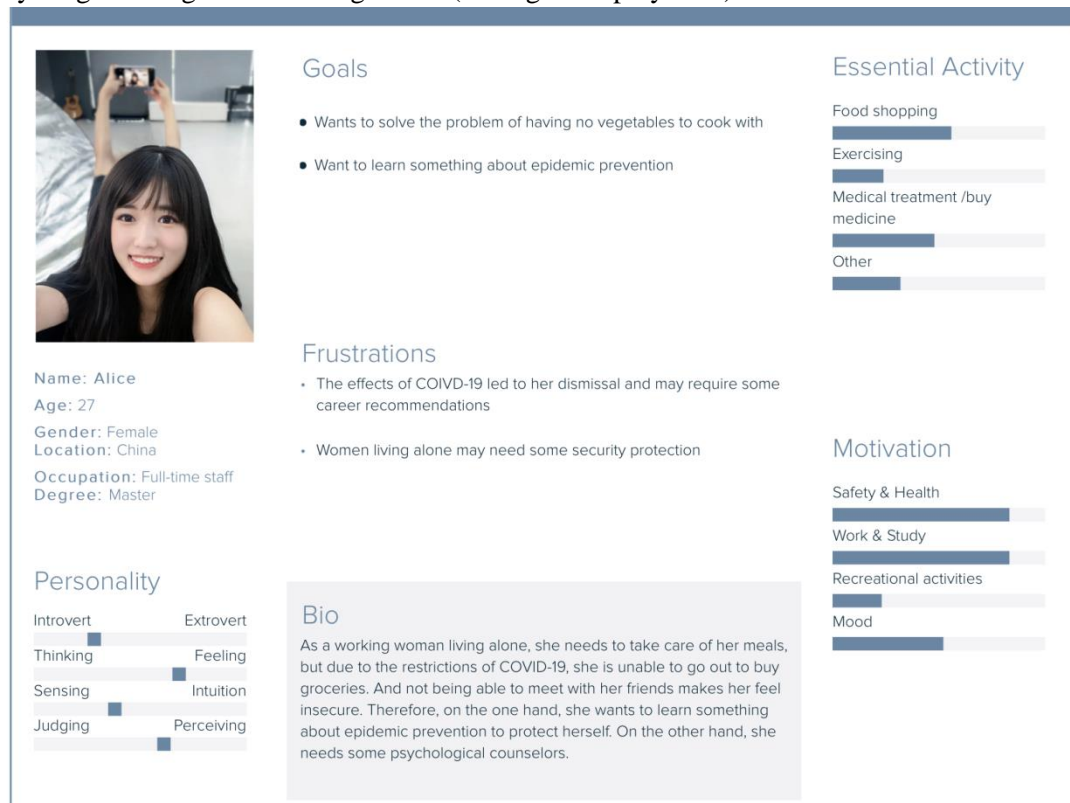 Goals
• Wants to solve the problem of having no vegetables to cook with
• Want to learn something about epidemic prevention
Essential Activity
Food shopping
Exercising
Medical treatment /buy
medicine
Other
Name: Alice
Age: 27
Gender: Female
Location: China
Occupation: Full-time staff
Degree: Master
Frustrations
• The effects of COIVD-19 led to her dismissal and may require some
career recommendations
• Women living alone may need some security protection
Motivation
Safety & Health
Work & Study
Recreational activities
Mood
Personality
Introvert Extrovert
Thinking Feeling
Sensing Intuition
Judging Perceiving
Bio
As a working woman living alone, she needs to take care of her meals,
but due to the restrictions of COVID-19, she is unable to go out to buy
groceries. And not being able to meet with her friends makes her feel
insecure. Therefore, on the one hand, she wants to learn something
about epidemic prevention to protect herself. On the other hand, she
needs some psychological counselors.